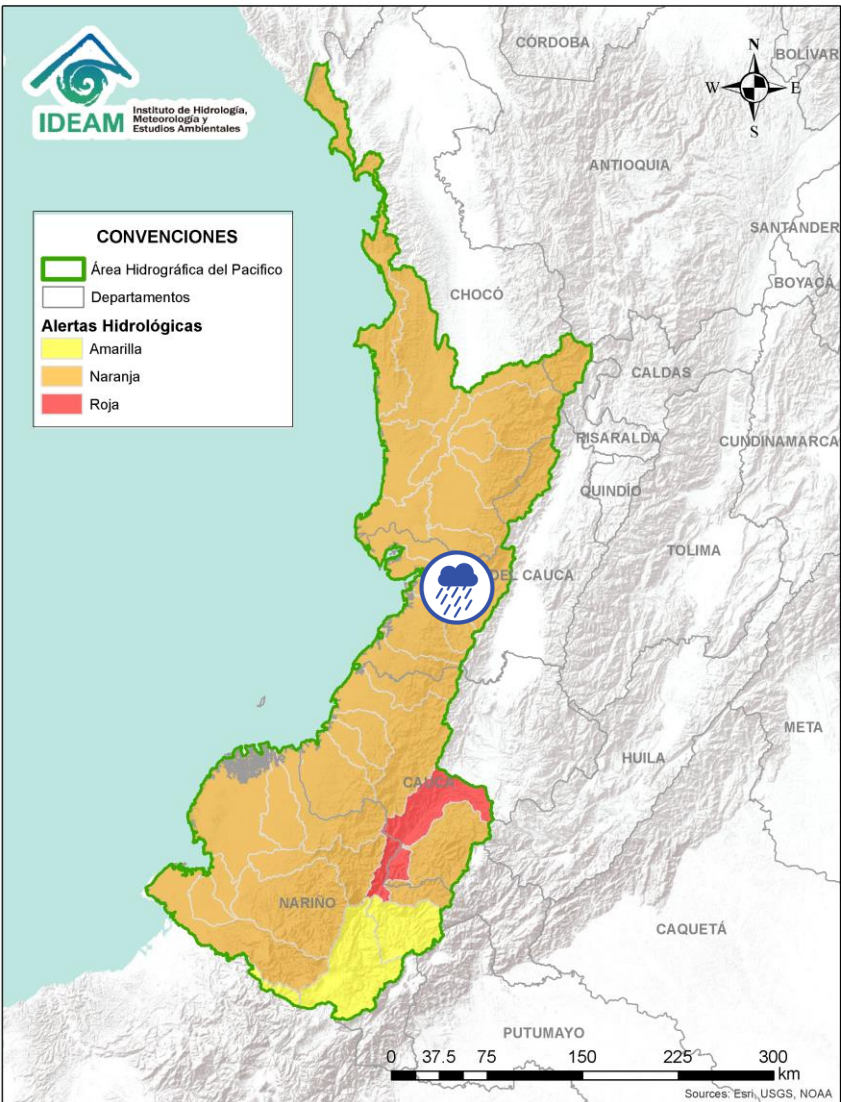 IDEAM
Instituto de Hidrología,
Meteorología y
Estudios Ambientales
N
W
E
S
CÓRDOBA
BOLIVAR
ANTIOQUIA
SANTANDER
BOYACÁ
CONVENCIONES
Área Hidrográfica del Pacifico
Departamentos
Alertas Hidrológicas
Amarilla
Naranja
Roja
CHOCÓ
CALDAS
RISARALDA
CUNDINAMARCA
QUINDÍO
TOLIMA
DEL CAUCA
META
HUILA
CAUCA
NARIÑO
CAQUETÁ
PUTUMAYO
0 37.5 75 150 225 300
km
Sources: Esri, USGS, NOAA